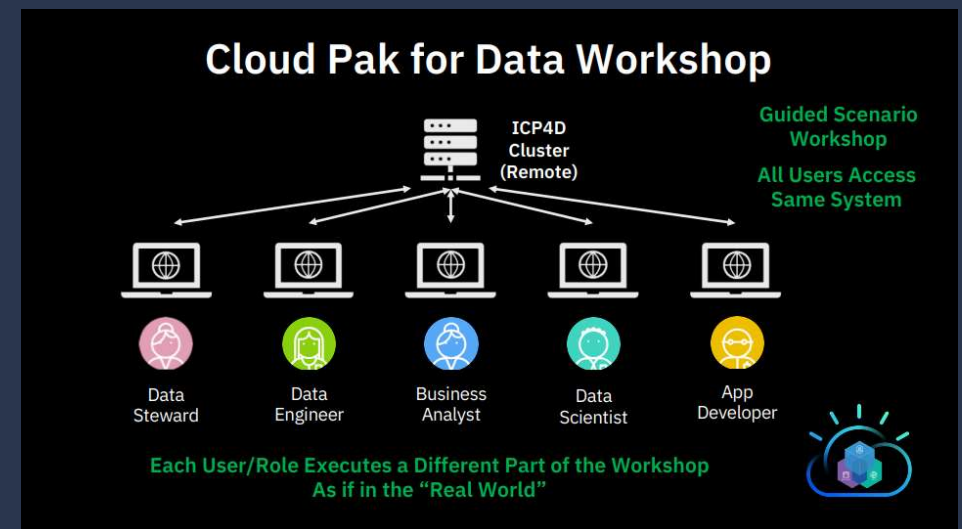 Cloud Pak for Data Workshop
ICP4D
Cluster
(Remote)
Guided Scenario
Workshop
All Users Access
Same System
Data
Steward
Data
Engineer
Business
Analyst
Data
Scientist
App
Developer
Each User/Role Executes a Different Part of the Workshop
As if in the “Real World”